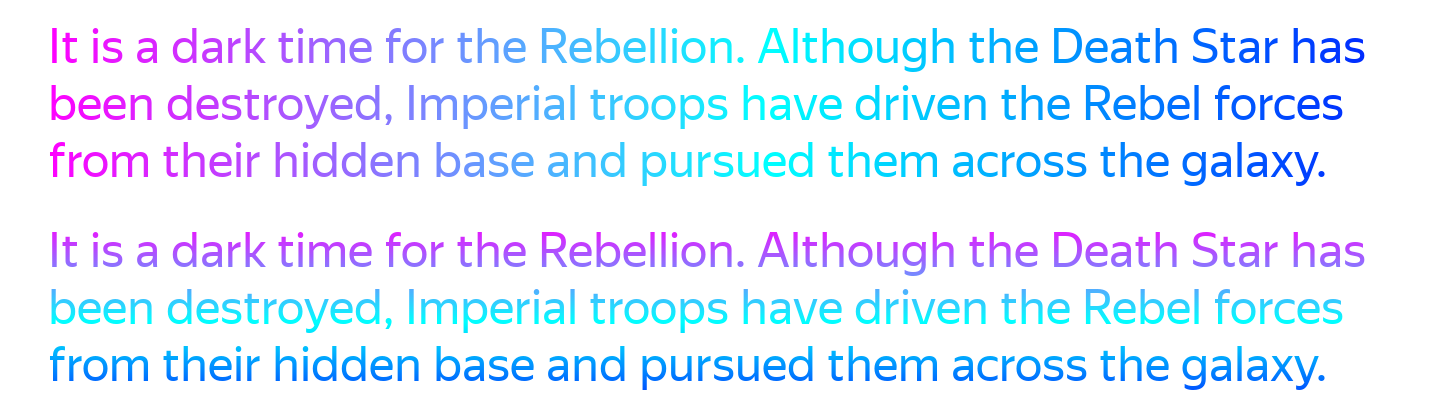 It is a dark time for the Rebellion. Although the Death Star has
been destroyed, Imperial troops have driven the Rebel forces
from their hidden base and pursued them across the galaxy.
It is a dark time for the Rebellion. Although the Death Star has
been destroyed, Imperial troops have driven the Rebel forces
from their hidden base and pursued them across the galaxy.